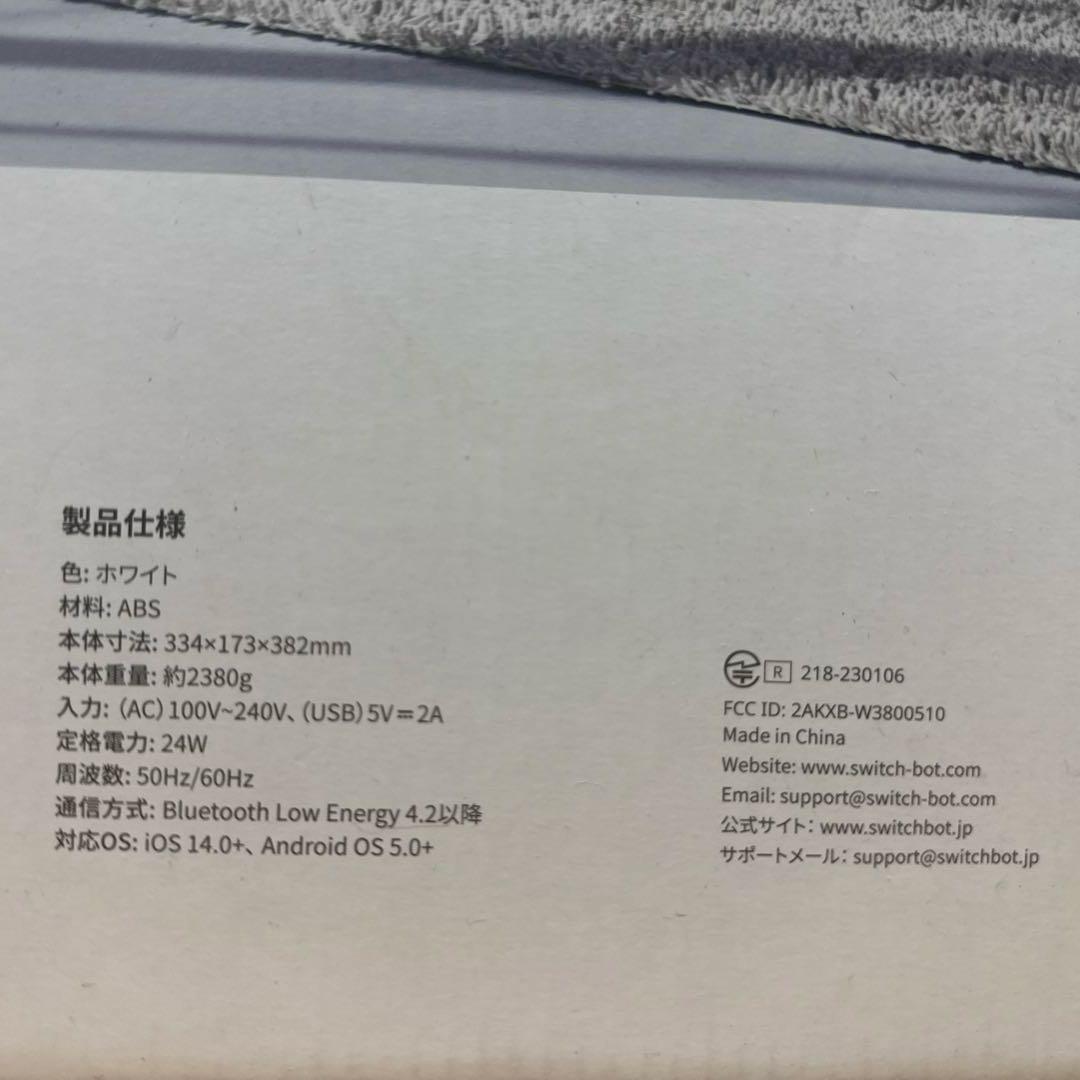 製品仕様
色: ホワイト
材料: ABS
本体寸法: 334×173×382mm
本体重量: 約2380g
入力: （AC）100V~240V、（USB）5V⎓2A
定格電力: 24W
周波数: 50Hz/60Hz
通信方式: Bluetooth Low Energy 4.2以降
対応OS: iOS 14.0+、Android OS 5.0+
R 218-230106
FCC ID: 2AKXB-W3800510
Made in China
Website: www.switch-bot.com
Email: support@switch-bot.com
公式サイト： www.switchbot.jp
サポートメール： support@switchbot.jp